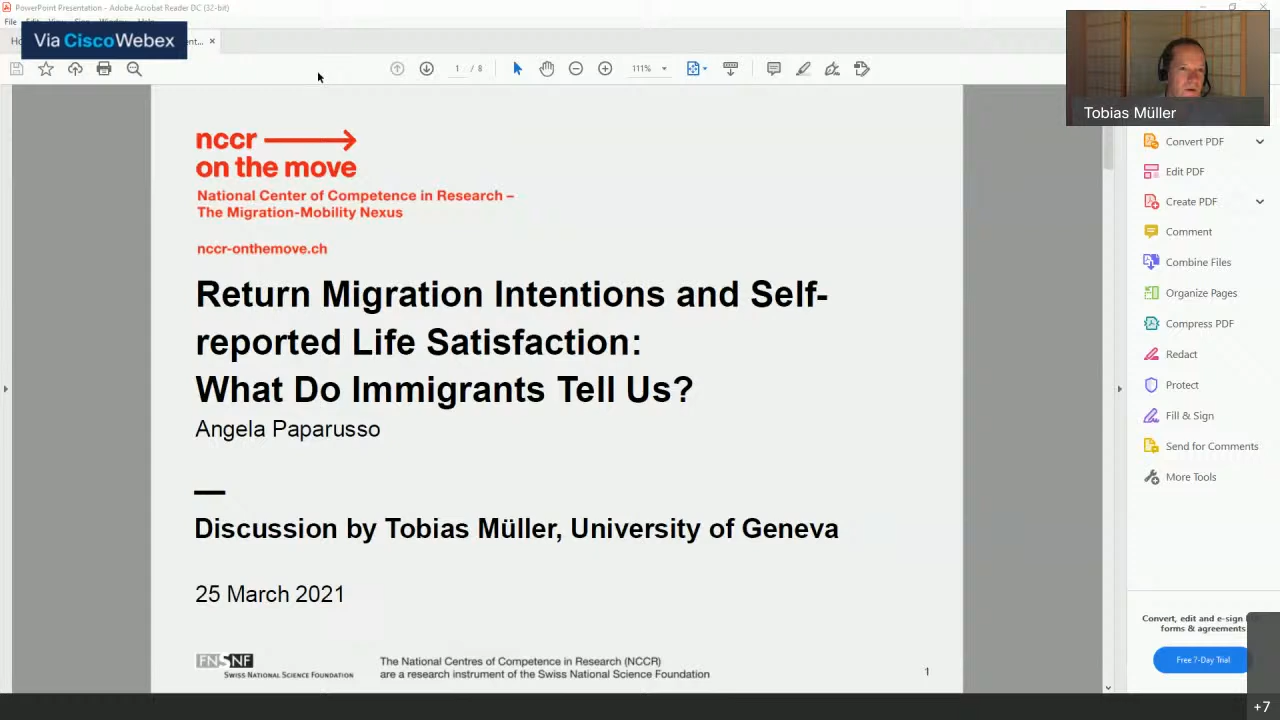 PowerPoint Presentation - Adobe Acrobat Reader DC (32-bit)
File
Via CiscoWebex
1 / 8
111%
Tobias Müller
nccr
on the move
National Center of Competence in Research –
The Migration-Mobility Nexus
nccr-onthemove.ch
Return Migration Intentions and Self-
reported Life Satisfaction:
What Do Immigrants Tell Us?
Angela Paparusso
Discussion by Tobias Müller, University of Geneva
25 March 2021
FNSNF
SWISS NATIONAL SCIENCE FOUNDATION
The National Centres of Competence in Research (NCCR)
are a research instrument of the Swiss National Science Foundation
1
Convert PDF
Edit PDF
Create PDF
Comment
Combine Files
Organize Pages
Compress PDF
Redact
Protect
Fill & Sign
Send for Comments
More Tools
Convert, edit and e-sign
forms & agreements
Free 7-Day Trial
+7